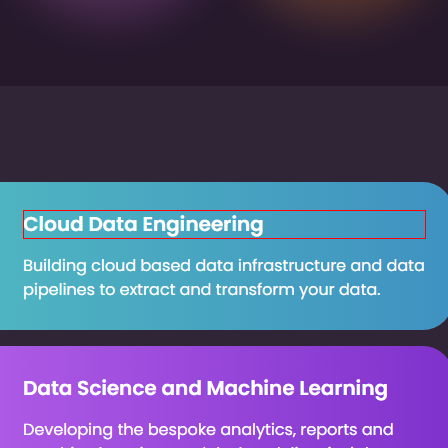 Cloud Data Engineering
Building cloud based data infrastructure and data
pipelines to extract and transform your data.
Data Science and Machine Learning
Developing the bespoke analytics, reports and